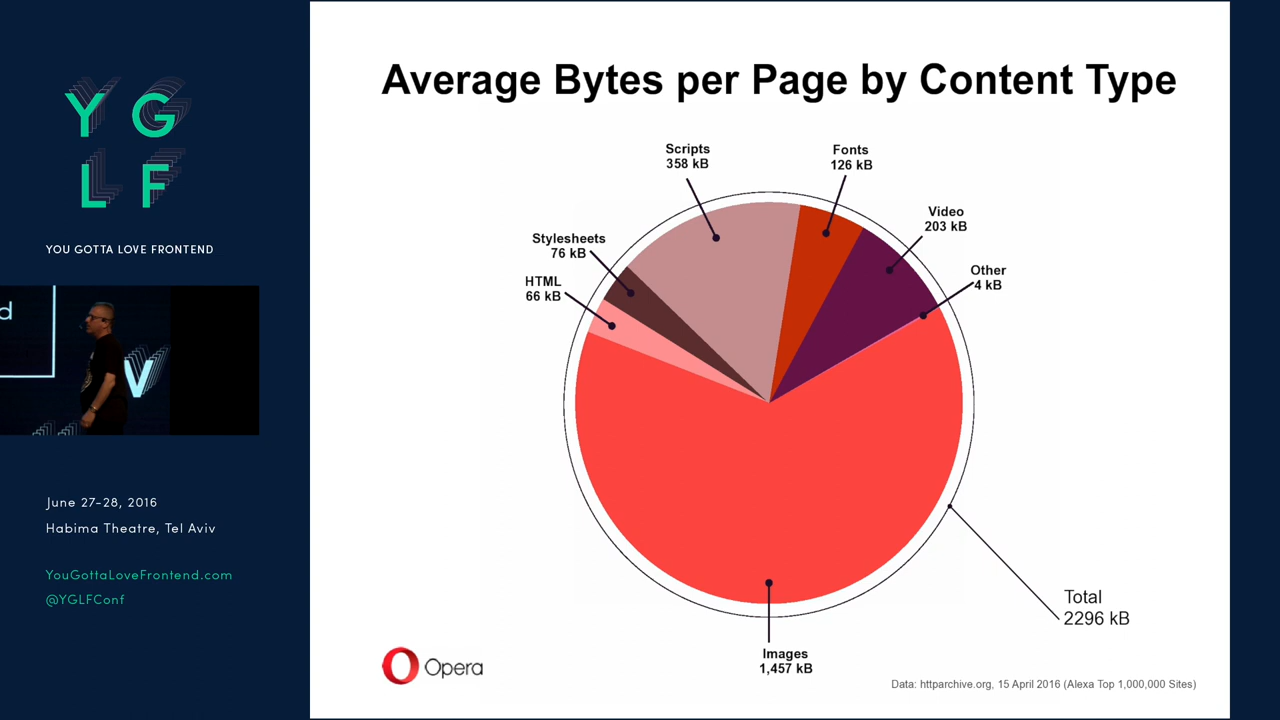 Y G
L F
YOU GOTTA LOVE FRONTEND
d
V
June 27-28, 2016
Habima Theatre, Tel Aviv
YouGottaLoveFrontend.com
@YGLFConf
Average Bytes per Page by Content Type
Scripts
358 kB
Fonts
126 kB
Video
203 kB
Stylesheets
76 kB
Other
4 kB
HTML
66 kB
Total
2296 kB
Images
1,457 kB
Opera
Data: httparchive.org, 15 April 2016 (Alexa Top 1,000,000 Sites)